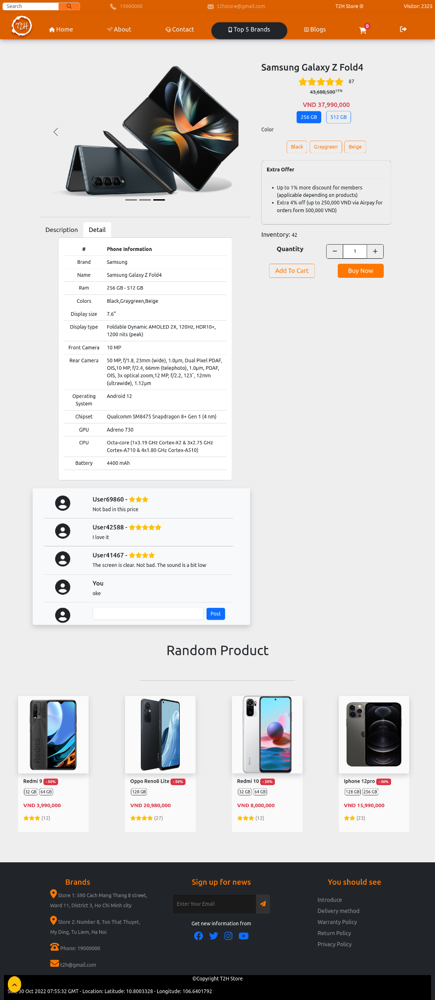 Search
19000000
t2hstore@gmail.com
T2H Store ®
Visitor: 2325
T2H
Home
About
Contact
Top 5 Brands
Blogs
0
Samsung Galaxy Z Fold4
87
43,688,500 15%
VND 37,990,000
256 GB
512 GB
Color
Black
Graygreen
Beige
Extra Offer
Up to 1% more discount for members
(applicable depending on products)
Extra 4% off (up to 250,000 VND via Airpay for
orders form 500,000 VND)
Inventory: 42
Quantity
1
Add To Cart
Buy Now
Description
Detail
# Phone Information
Brand Samsung
Name Samsung Galaxy Z Fold4
Ram 256 GB - 512 GB
Colors Black,Graygreen,Beige
Display size 7.6"
Display type Foldable Dynamic AMOLED 2X, 120Hz, HDR10+,
1200 nits (peak)
Front Camera 10 MP
Rear Camera 50 MP, f/1.8, 23mm (wide), 1.0µm, Dual Pixel PDAF,
OIS,10 MP, f/2.4, 66mm (telephoto), 1.0µm, PDAF,
OIS, 3x optical zoom,12 MP, f/2.2, 123˚, 12mm
(ultrawide), 1.12µm
Operating Android 12
System
Chipset Qualcomm SM8475 Snapdragon 8+ Gen 1 (4 nm)
GPU Adreno 730
CPU Octa-core (1x3.19 GHz Cortex-X2 & 3x2.75 GHz
Cortex-A710 & 4x1.80 GHz Cortex-A510)
Battery 4400 mAh
User69860 -
Not bad in this price
User42588 -
I love it
User41467 -
The screen is clear. Not bad. The sound is a bit low
You
oke
Post
Random Product
Redmi
Redmi 9 - 50%
32 GB 64 GB
VND 3,990,000
(12)
Oppo Reno8 Lite - 50%
128 GB
VND 20,980,000
(27)
Redmi
Redmi 10 - 20%
32 GB 64 GB
VND 8,000,000
(12)
Iphone 12pro - 30%
128 GB 256 GB
VND 15,990,000
(23)
Brands
Store 1: 590 Cach Mang Thang 8 street,
Ward 11, District 3, Ho Chi Minh city
Store 2: Number 8, Ton That Thuyet,
My Ding, Tu Liem, Ha Noi
Phone: 19000000
t2h@gmail.com
Sign up for news
Enter Your Email
Get new information from
You should see
Introduce
Delivery method
Warranty Policy
Return Policy
Privacy Policy
©Copyright T2H Store
30 Oct 2022 07:55:32 GMT - Location: Latitude: 10.8003328 - Longitude: 106.6401792